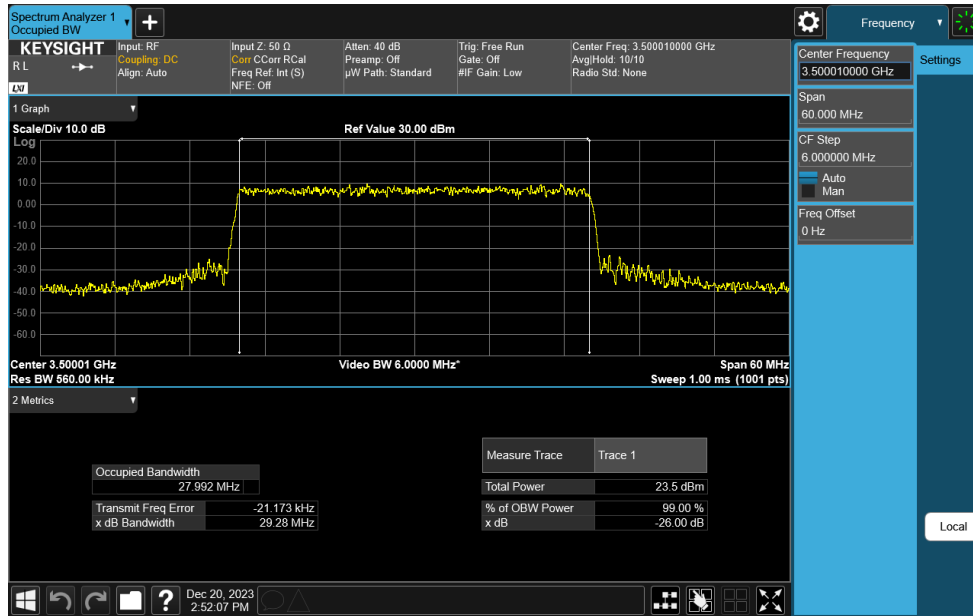 Spectrum Analyzer 1
Occupied BW
+
Frequency
KEYSIGHT
R L
LXI
Input: RF
Coupling: DC
Align: Auto
Input Z: 50 Ω
Corr CCorr RCal
Freq Ref: Int (S)
NFE: Off
Atten: 40 dB
Preamp: Off
µW Path: Standard
Trig: Free Run
Gate: Off
#IF Gain: Low
Center Freq: 3.500010000 GHz
Avg|Hold: 10/10
Radio Std: None
Center Frequency
3.500010000 GHz
Settings
Span
60.000 MHz
CF Step
6.000000 MHz
Auto
Man
Freq Offset
0 Hz
Local
1 Graph
Scale/Div 10.0 dB
Ref Value 30.00 dBm
Log
20.0
10.0
0.00
-10.0
-20.0
-30.0
-40.0
-50.0
-60.0
Center 3.50001 GHz
Video BW 6.0000 MHz*
Span 60 MHz
Res BW 560.00 kHz
Sweep 1.00 ms (1001 pts)
2 Metrics
Occupied Bandwidth
27.992 MHz
Transmit Freq Error -21.173 kHz
x dB Bandwidth 29.28 MHz
Measure Trace Trace 1
Total Power 23.5 dBm
% of OBW Power 99.00 %
x dB -26.00 dB
?
Dec 20, 2023
2:52:07 PM